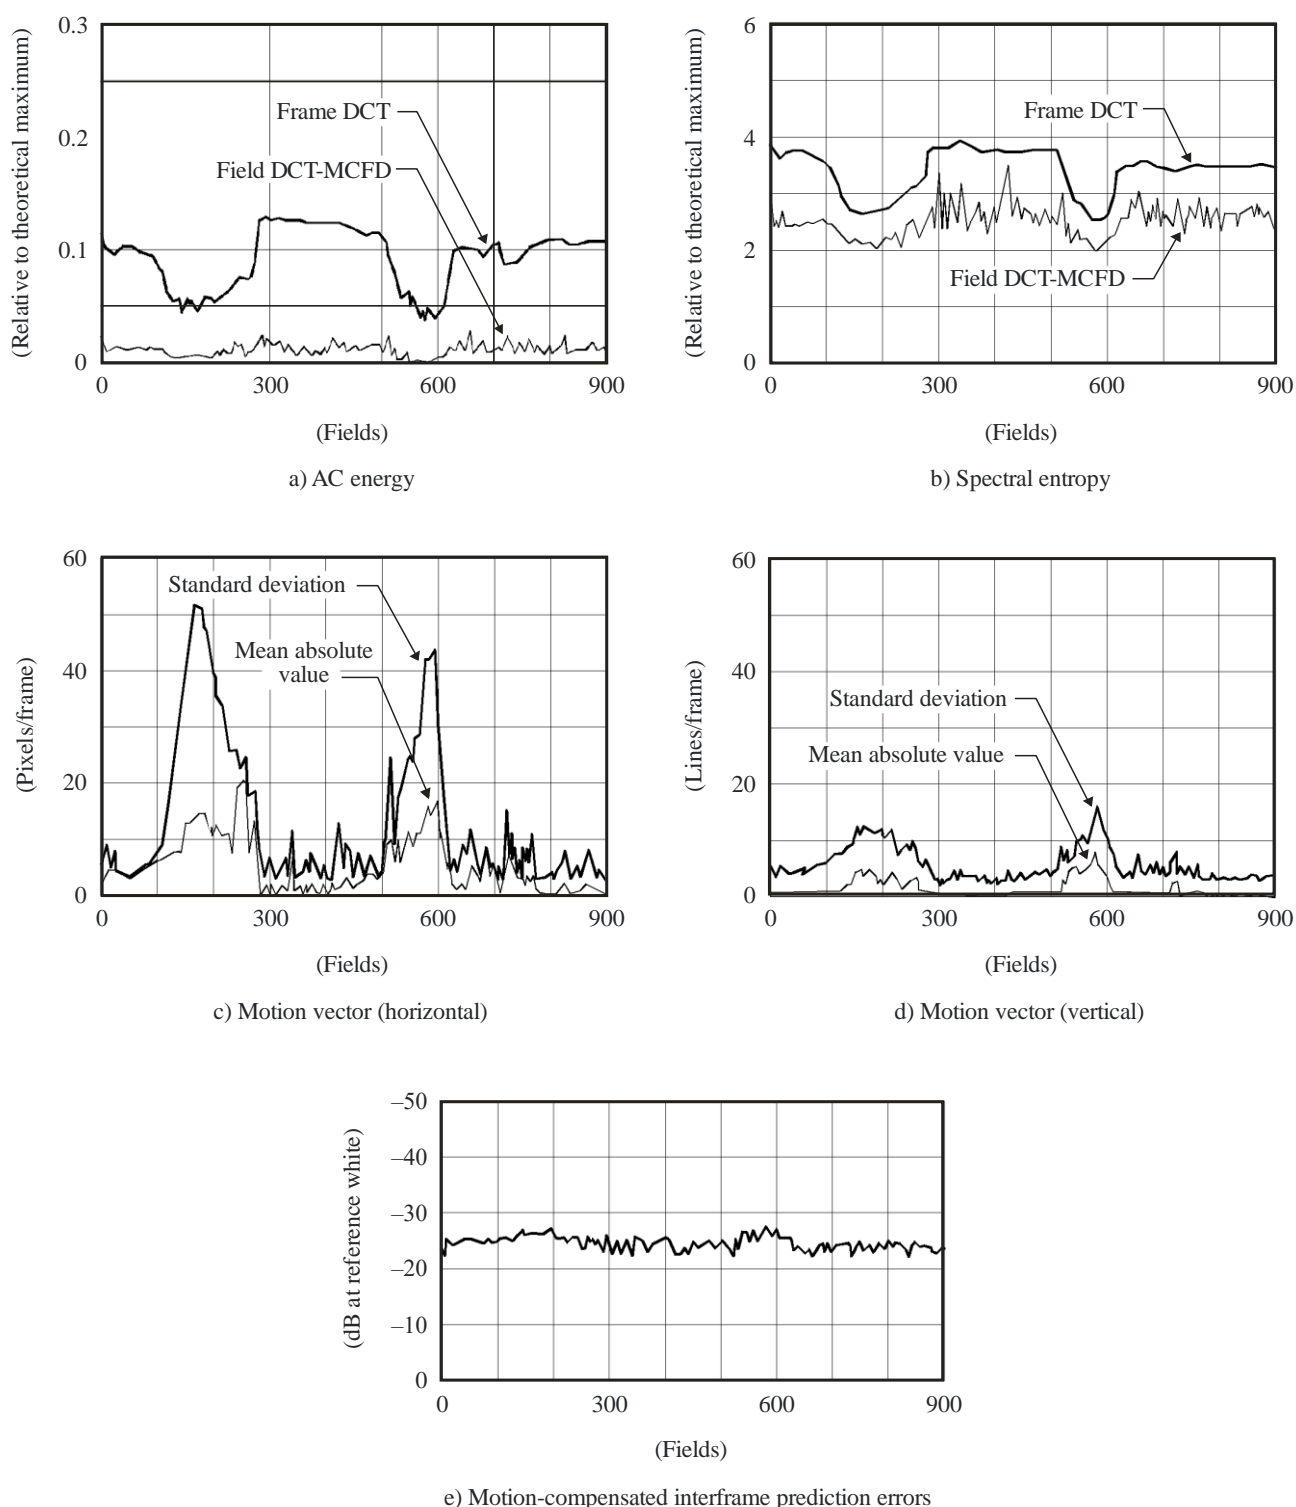 (Relative to theoretical maximum)
0.3
0.2
0.1
0
Frame DCT
Field DCT-MCFD
0
300
600
900
(Fields)
a) AC energy
(Relative to theoretical maximum)
6
4
2
0
Frame DCT
Field DCT-MCFD
0
300
600
900
(Fields)
b) Spectral entropy
(Pixels/frame)
60
40
20
0
Standard deviation
Mean absolute
value
0
300
600
900
(Fields)
c) Motion vector (horizontal)
(Lines/frame)
60
40
20
0
Standard deviation
Mean absolute value
0
300
600
900
(Fields)
d) Motion vector (vertical)
(dB at reference white)
–50
–40
–30
–20
–10
0
0
300
600
900
(Fields)
e) Motion-compensated interframe prediction errors